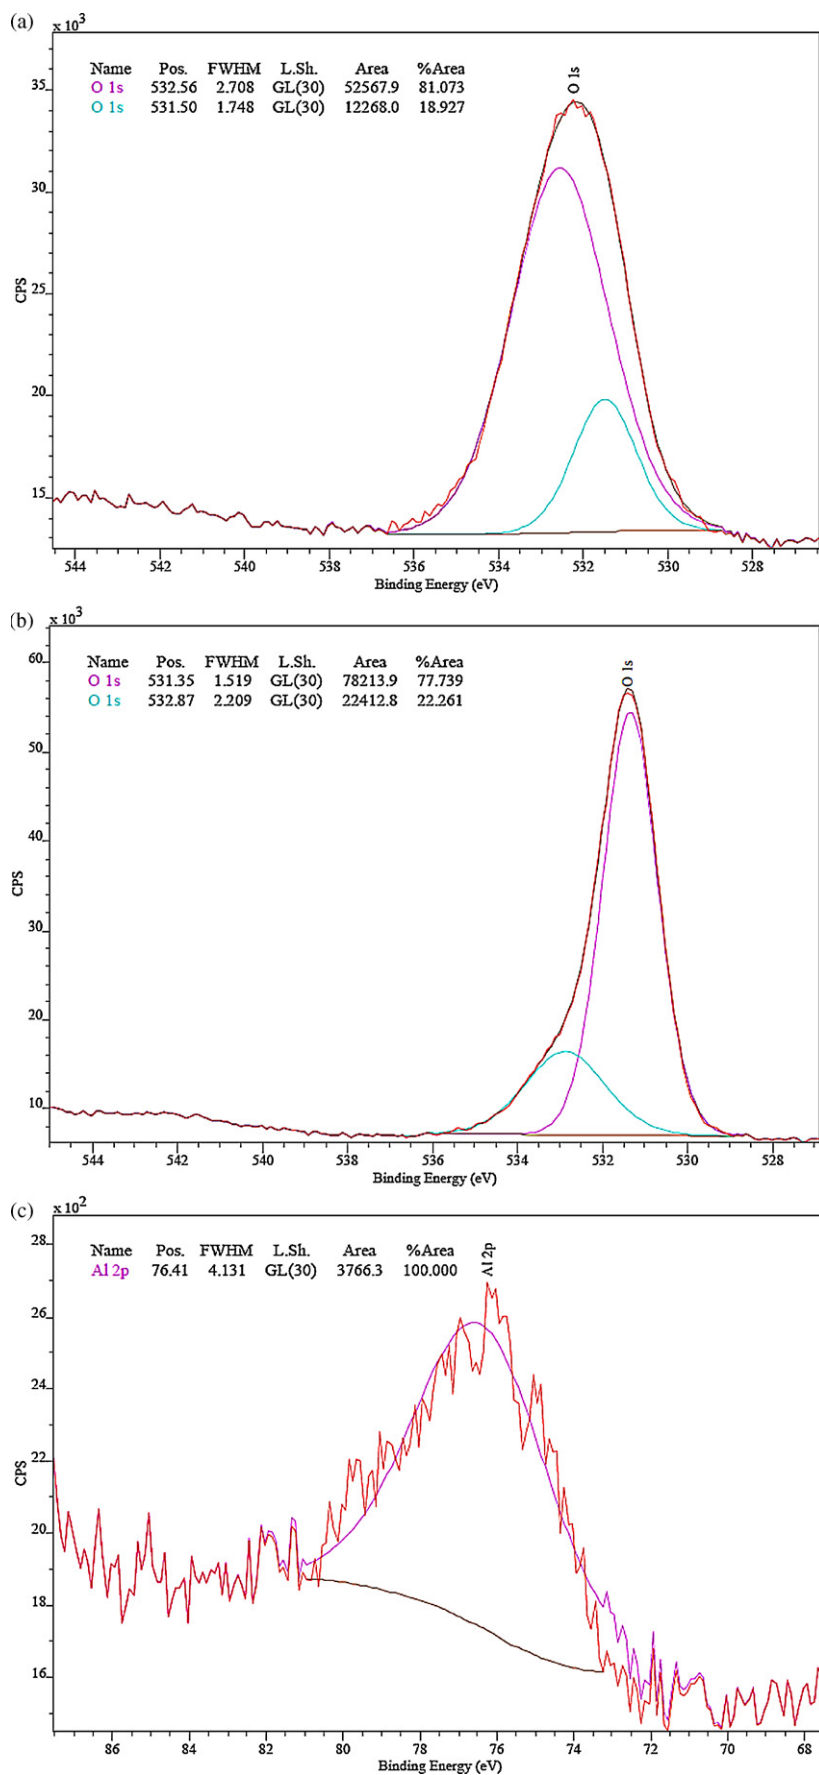 (a)
x 10³
Name Pos. FWHM L.Sh. Area %Area
O 1s 532.56 2.708 GL(30) 52567.9 81.073
O 1s 531.50 1.748 GL(30) 12268.0 18.927
O 1s
35
30
25
20
15
CPS
544 542 540 538 536 534 532 530 528
Binding Energy (eV)
(b)
x 10³
Name Pos. FWHM L.Sh. Area %Area
O 1s 531.35 1.519 GL(30) 78213.9 77.739
O 1s 532.87 2.209 GL(30) 22412.8 22.261
O 1s
60
50
40
30
20
10
CPS
544 542 540 538 536 534 532 530 528
Binding Energy (eV)
(c)
x 10²
Name Pos. FWHM L.Sh. Area %Area
Al 2p 76.41 4.131 GL(30) 3766.3 100.000
Al 2p
28
26
24
22
20
18
16
CPS
86 84 82 80 78 76 74 72 70 68
Binding Energy (eV)